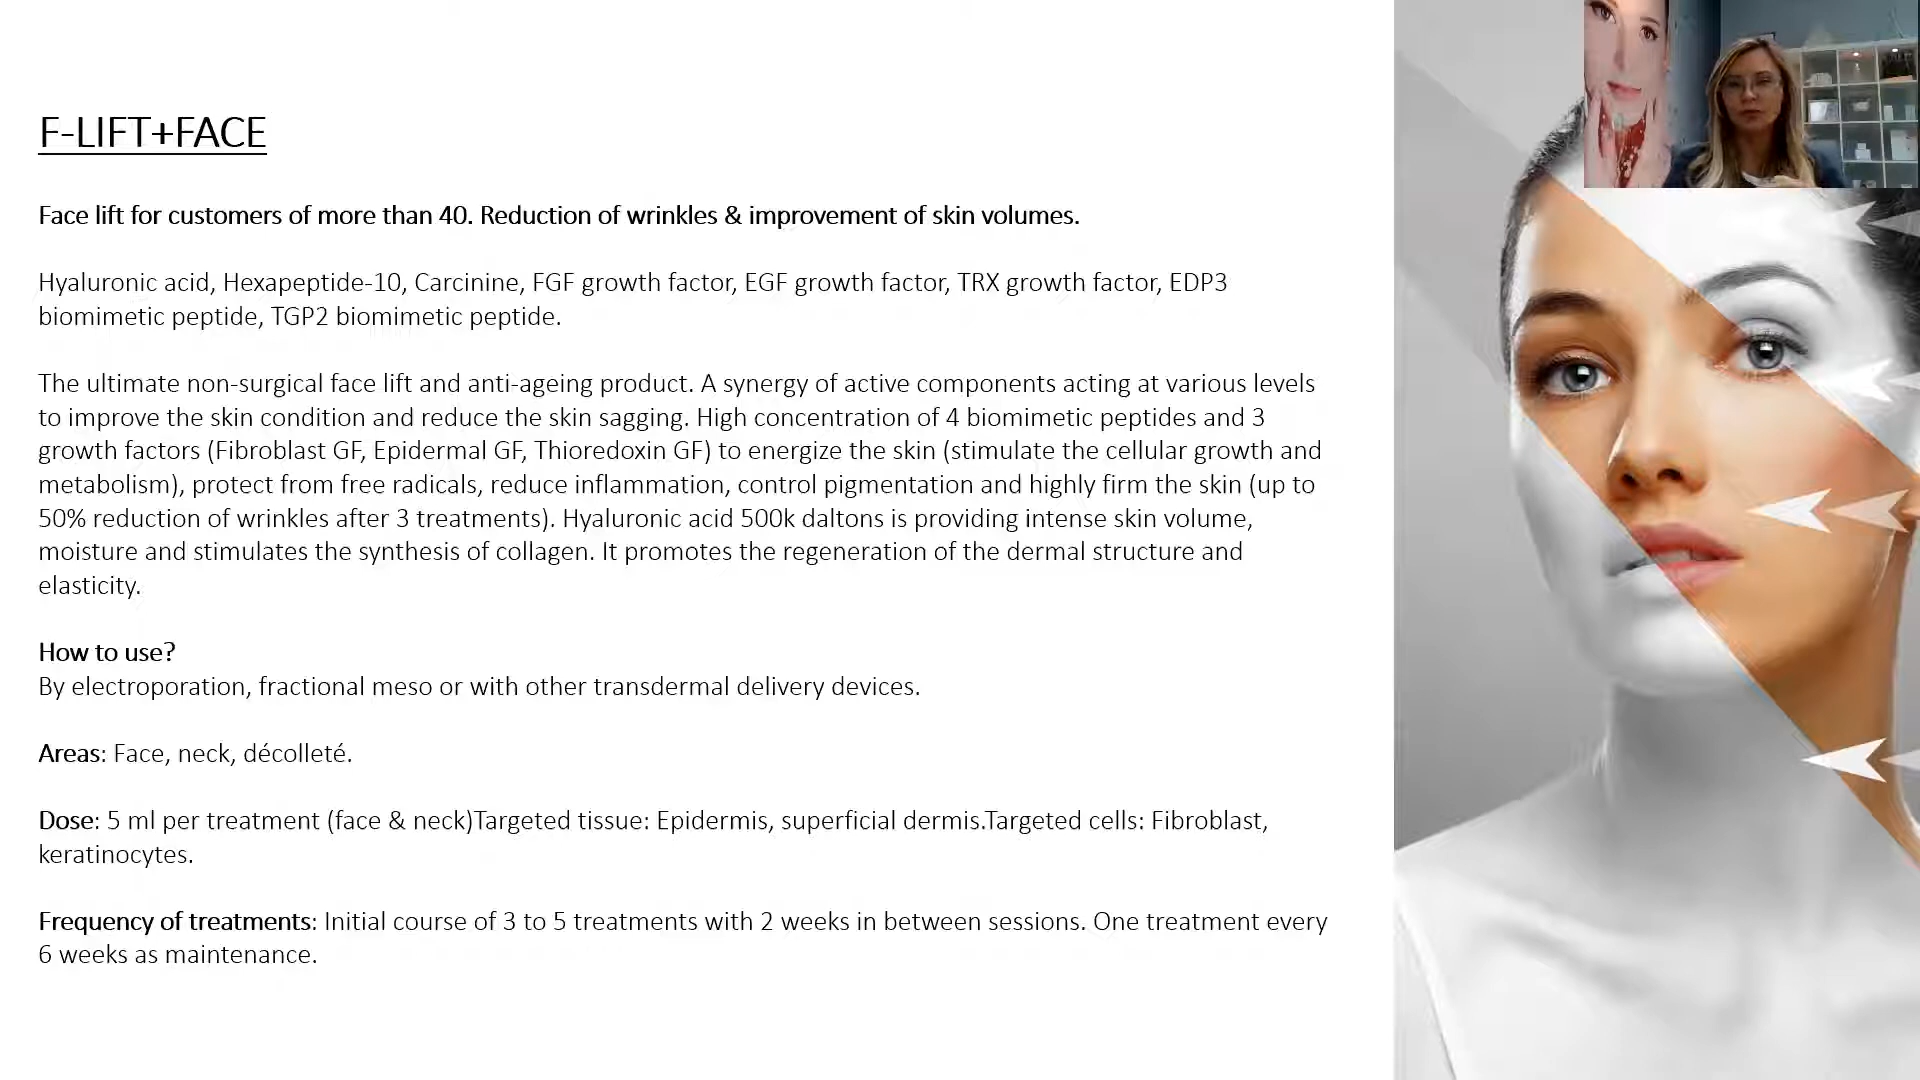 F-LIFT+FACE
Face lift for customers of more than 40. Reduction of wrinkles & improvement of skin volumes.
Hyaluronic acid, Hexapeptide-10, Carcinine, FGF growth factor, EGF growth factor, TRX growth factor, EDP3
biomimetic peptide, TGP2 biomimetic peptide.
The ultimate non-surgical face lift and anti-ageing product. A synergy of active components acting at various levels
to improve the skin condition and reduce the skin sagging. High concentration of 4 biomimetic peptides and 3
growth factors (Fibroblast GF, Epidermal GF, Thioredoxin GF) to energize the skin (stimulate the cellular growth and
metabolism), protect from free radicals, reduce inflammation, control pigmentation and highly firm the skin (up to
50% reduction of wrinkles after 3 treatments). Hyaluronic acid 500k daltons is providing intense skin volume,
moisture and stimulates the synthesis of collagen. It promotes the regeneration of the dermal structure and
elasticity.
How to use?
By electroporation, fractional meso or with other transdermal delivery devices.
Areas: Face, neck, décolleté.
Dose: 5 ml per treatment (face & neck)Targeted tissue: Epidermis, superficial dermis.Targeted cells: Fibroblast,
keratinocytes.
Frequency of treatments: Initial course of 3 to 5 treatments with 2 weeks in between sessions. One treatment every
6 weeks as maintenance.